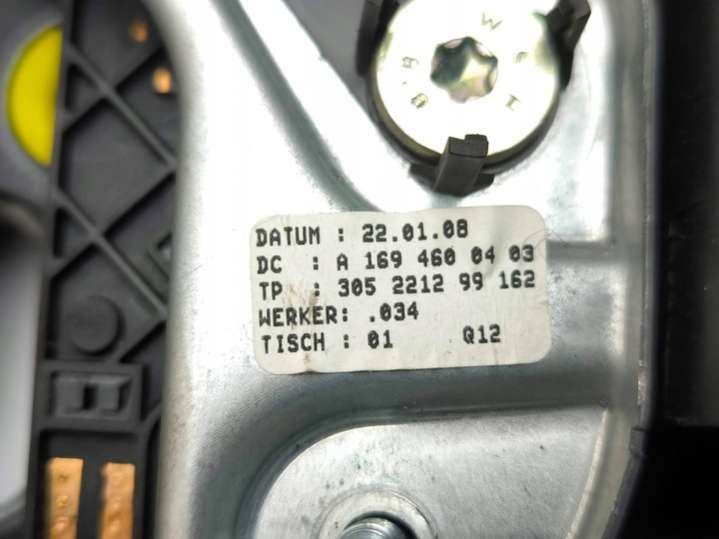 DATUM : 22.01.08
DC : A 169 460 04 03
TP : 305 2212 99 162
WERKER: .034
TISCH : 01 Q12